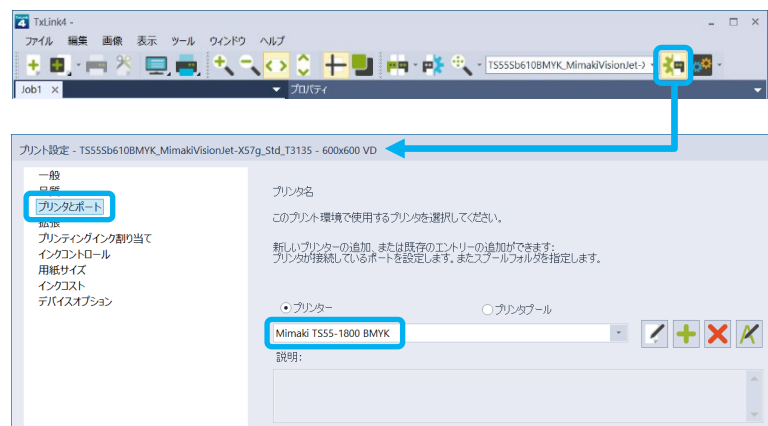 TxLink4 -
ファイル 編集 画像 表示 ツール ウィンドウ ヘルプ
TS55Sb610BMYK_MimakiVisionJet-X
Job1 × プロパティ
プリント設定 - TS55Sb610BMYK_MimakiVisionJet-X57g_Std_T3135 - 600x600 VD
一般
品質
プリンタとポート
拡張
プリンティングインク割り当て
インクコントロール
用紙サイズ
インクコスト
デバイスオプション
プリンタ名
このプリント環境で使用するプリンタを選択してください。
新しいプリンターの追加、または既存のエントリーの追加ができます:
プリンタが接続しているポートを設定します。またスプールフォルダを指定します。
プリンター プリンタプール
Mimaki TS55-1800 BMYK
説明: